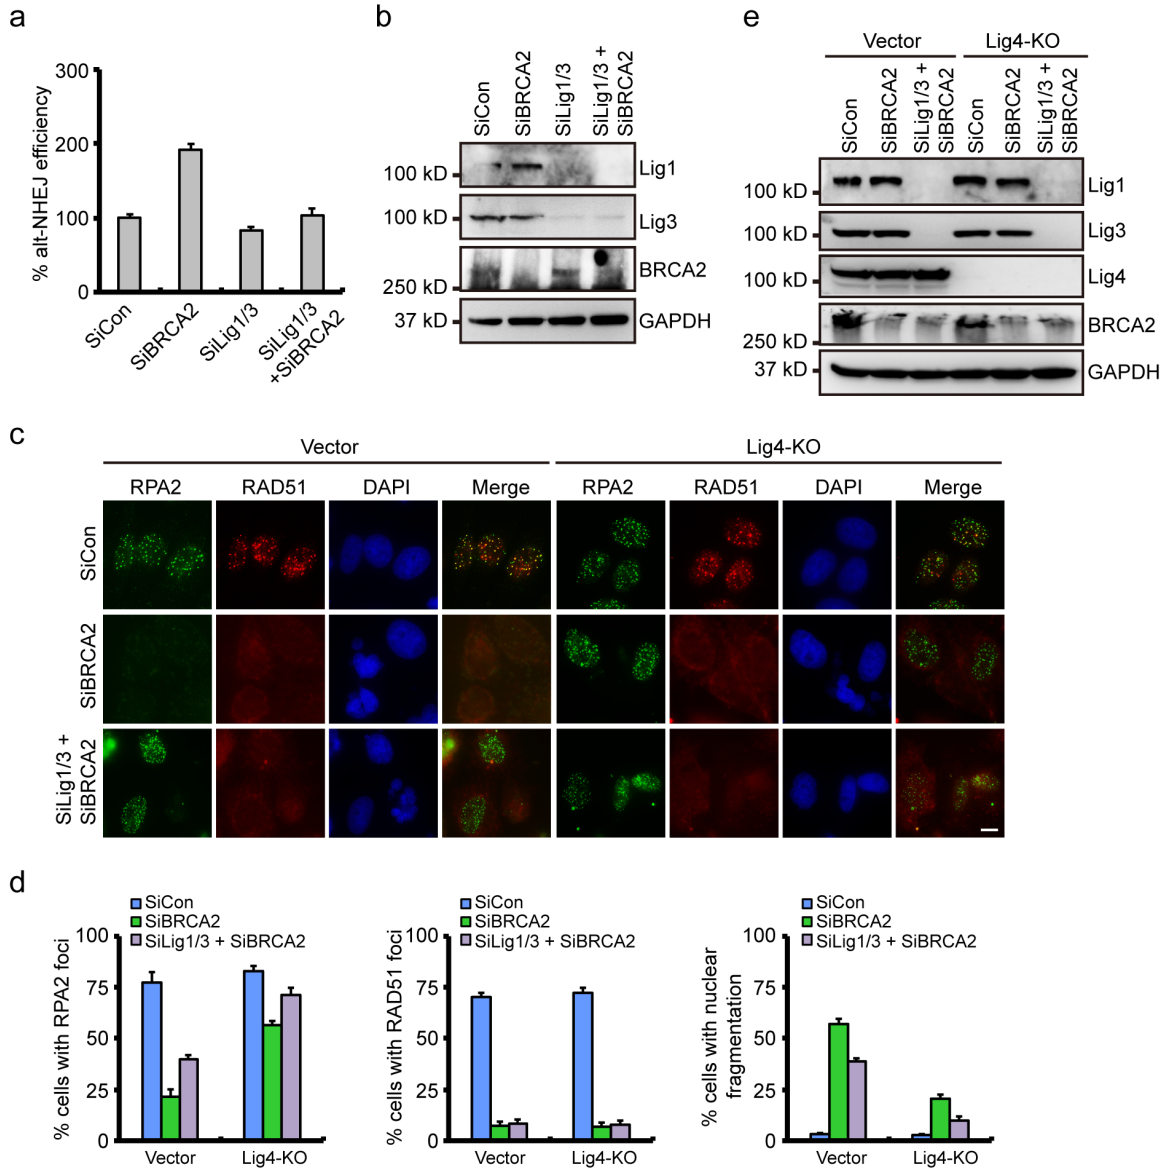 a
300
200
100
0
% alt-NHEJ efficiency
SiCon
SiBRCA2
SiLig1/3
SiLig1/3
+SiBRCA2
b
SiCon
SiBRCA2
SiLig1/3
SiLig1/3 +
SiBRCA2
100 kD
Lig1
100 kD
Lig3
BRCA2
250 kD
37 kD
GAPDH
e
Vector
Lig4-KO
SiCon
SiBRCA2
SiLig1/3 +
SiBRCA2
SiCon
SiBRCA2
SiLig1/3 +
SiBRCA2
100 kD
Lig1
100 kD
Lig3
100 kD
Lig4
BRCA2
250 kD
37 kD
GAPDH
c
Vector
Lig4-KO
RPA2 RAD51 DAPI Merge RPA2 RAD51 DAPI Merge
SiCon
SiBRCA2
SiLig1/3 +
SiBRCA2
d
SiCon
SiBRCA2
SiLig1/3 + SiBRCA2
100
75
50
25
0
% cells with RPA2 foci
Vector
Lig4-KO
SiCon
SiBRCA2
SiLig1/3 + SiBRCA2
100
75
50
25
0
% cells with RAD51 foci
Vector
Lig4-KO
SiCon
SiBRCA2
SiLig1/3 + SiBRCA2
100
75
50
25
0
% cells with nuclear
fragmentation
Vector
Lig4-KO